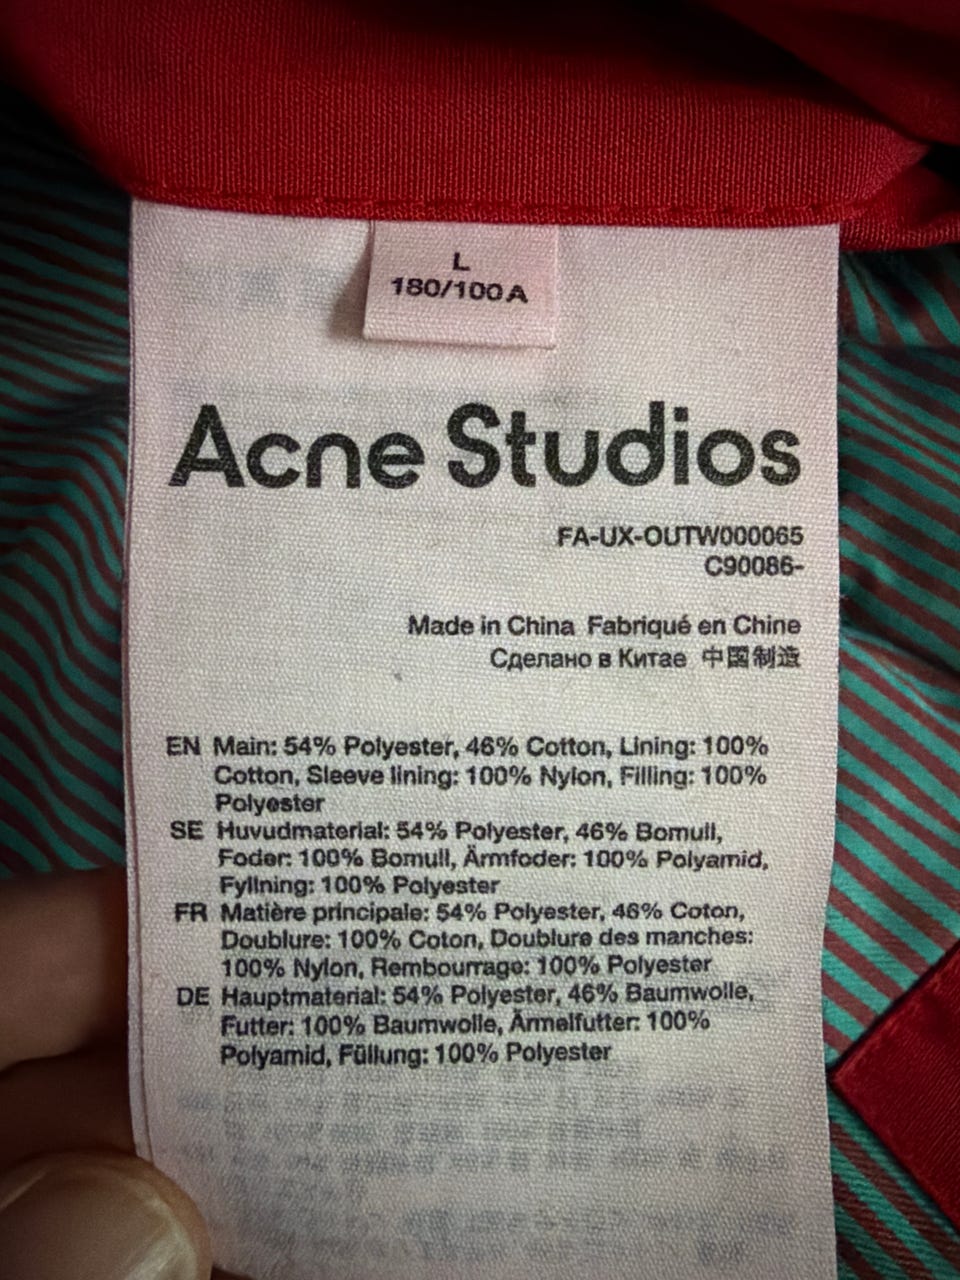 L
180/100A
Acne Studios
FA-UX-OUTW000065
C90086-
Made in China Fabriqué en Chine
Сделано в Китае 中国制造
EN Main: 54% Polyester, 46% Cotton, Lining: 100%
Cotton, Sleeve lining: 100% Nylon, Filling: 100%
Polyester
SE Huvudmaterial: 54% Polyester, 46% Bomull,
Foder: 100% Bomull, Ärmfoder: 100% Polyamid,
Fyllning: 100% Polyester
FR Matière principale: 54% Polyester, 46% Coton,
Doublure: 100% Coton, Doublure des manches:
100% Nylon, Rembourrage: 100% Polyester
DE Hauptmaterial: 54% Polyester, 46% Baumwolle,
Futter: 100% Baumwolle, Ärmelfutter: 100%
Polyamid, Füllung: 100% Polyester